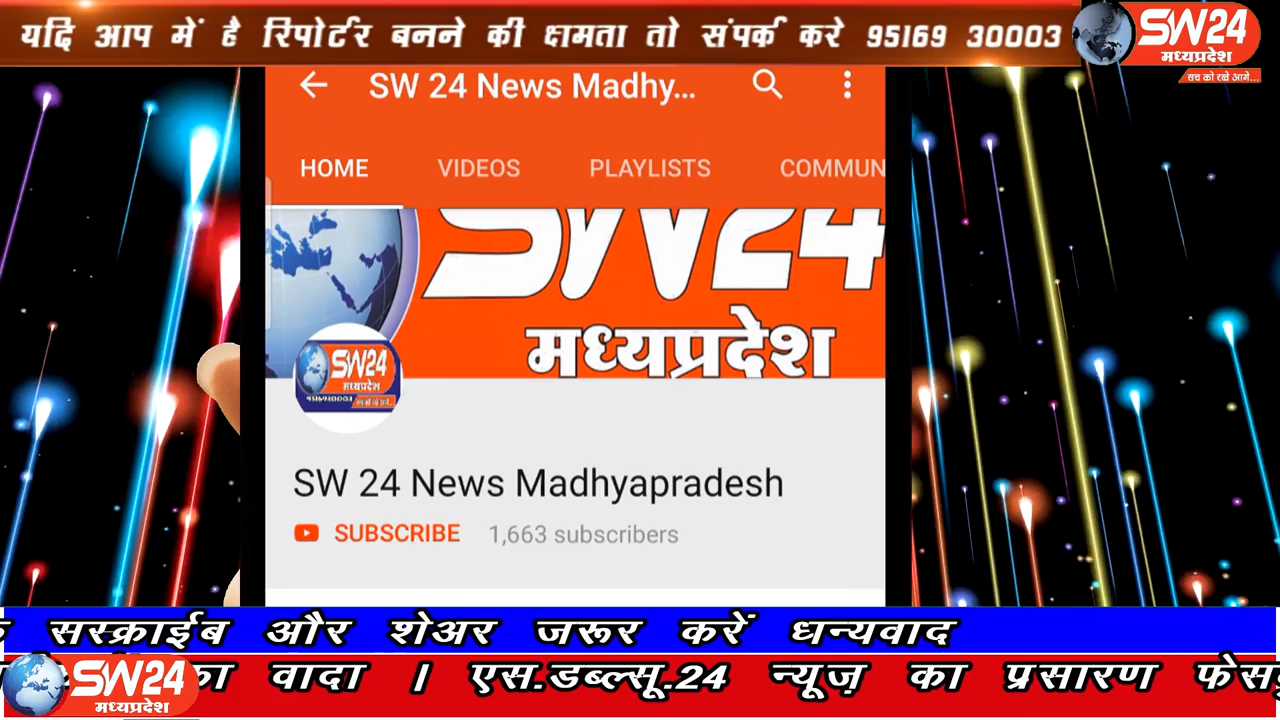 यदि आप में है रिपोर्टर बनने की क्षमता तो संपर्क करे 95169 30003
SW24
मध्यप्रदेश
सच को रखे आगे...
SW 24 News Madhy...
HOME VIDEOS PLAYLISTS COMMUN
SW24
मध्यप्रदेश
SW24
मध्यप्रदेश
9516930003
SW 24 News Madhyapradesh
SUBSCRIBE 1,663 subscribers
सस्क्राईब और शेअर जरूर करें धन्यवाद
का वादा । एस.डब्ल्सू.24 न्यूज़ का प्रसारण
SW24
मध्यप्रदेश